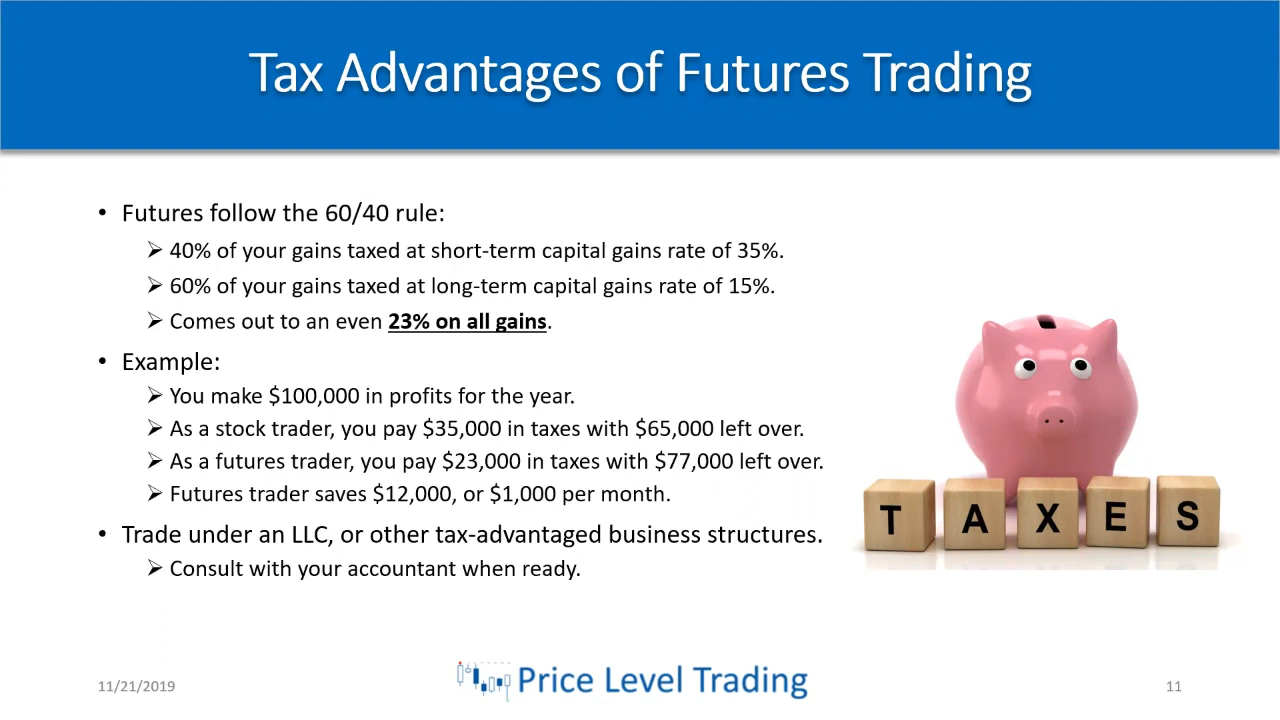 Tax Advantages of Futures Trading
• Futures follow the 60/40 rule:
➢ 40% of your gains taxed at short-term capital gains rate of 35%.
➢ 60% of your gains taxed at long-term capital gains rate of 15%.
➢ Comes out to an even 23% on all gains.
• Example:
➢ You make $100,000 in profits for the year.
➢ As a stock trader, you pay $35,000 in taxes with $65,000 left over.
➢ As a futures trader, you pay $23,000 in taxes with $77,000 left over.
➢ Futures trader saves $12,000, or $1,000 per month.
• Trade under an LLC, or other tax-advantaged business structures.
➢ Consult with your accountant when ready.
TAXES
11/21/2019
Price Level Trading
11